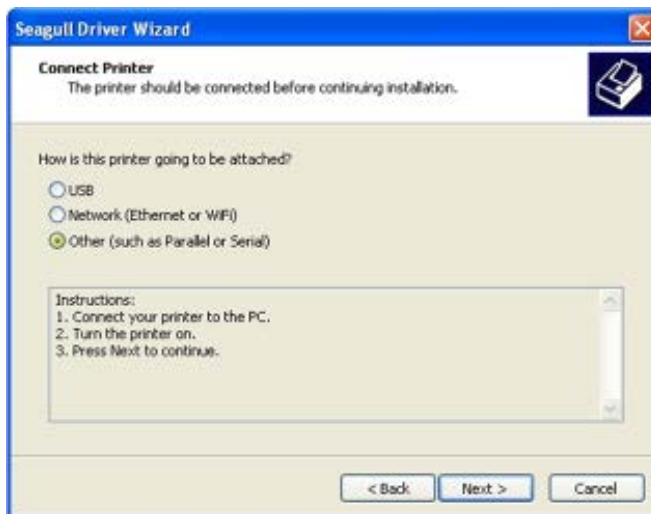 Seagull Driver Wizard
Connect Printer
The printer should be connected before continuing installation.
How is this printer going to be attached?
USB
Network (Ethernet or WiFi)
Other (such as Parallel or Serial)
Instructions:
1. Connect your printer to the PC.
2. Turn the printer on.
3. Press Next to continue.
< Back Next > Cancel